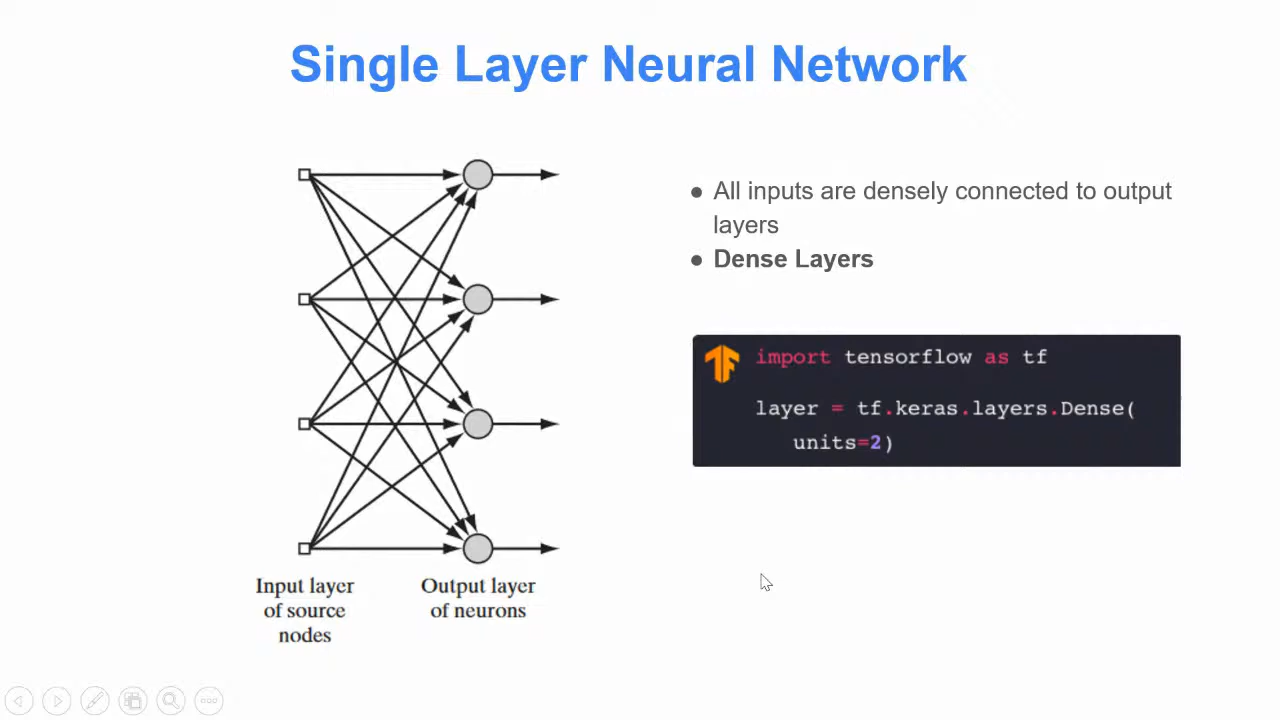 Single Layer Neural Network
● All inputs are densely connected to output
layers
● Dense Layers
import tensorflow as tf
layer = tf.keras.layers.Dense(
units=2)
Input layer
of source
nodes
Output layer
of neurons